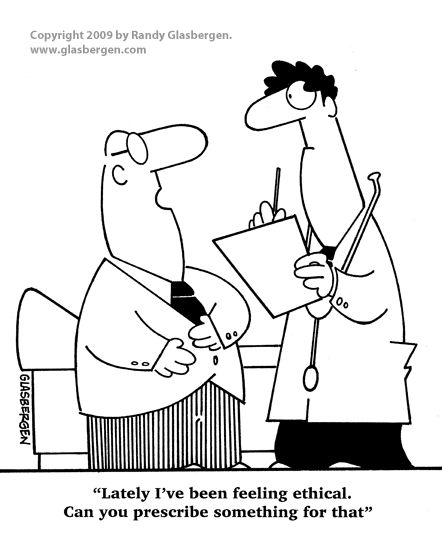 Copyright 2009 by Randy Glasbergen.
www.glasbergen.com
GLASBERGEN
“Lately I’ve been feeling ethical.
Can you prescribe something for that”